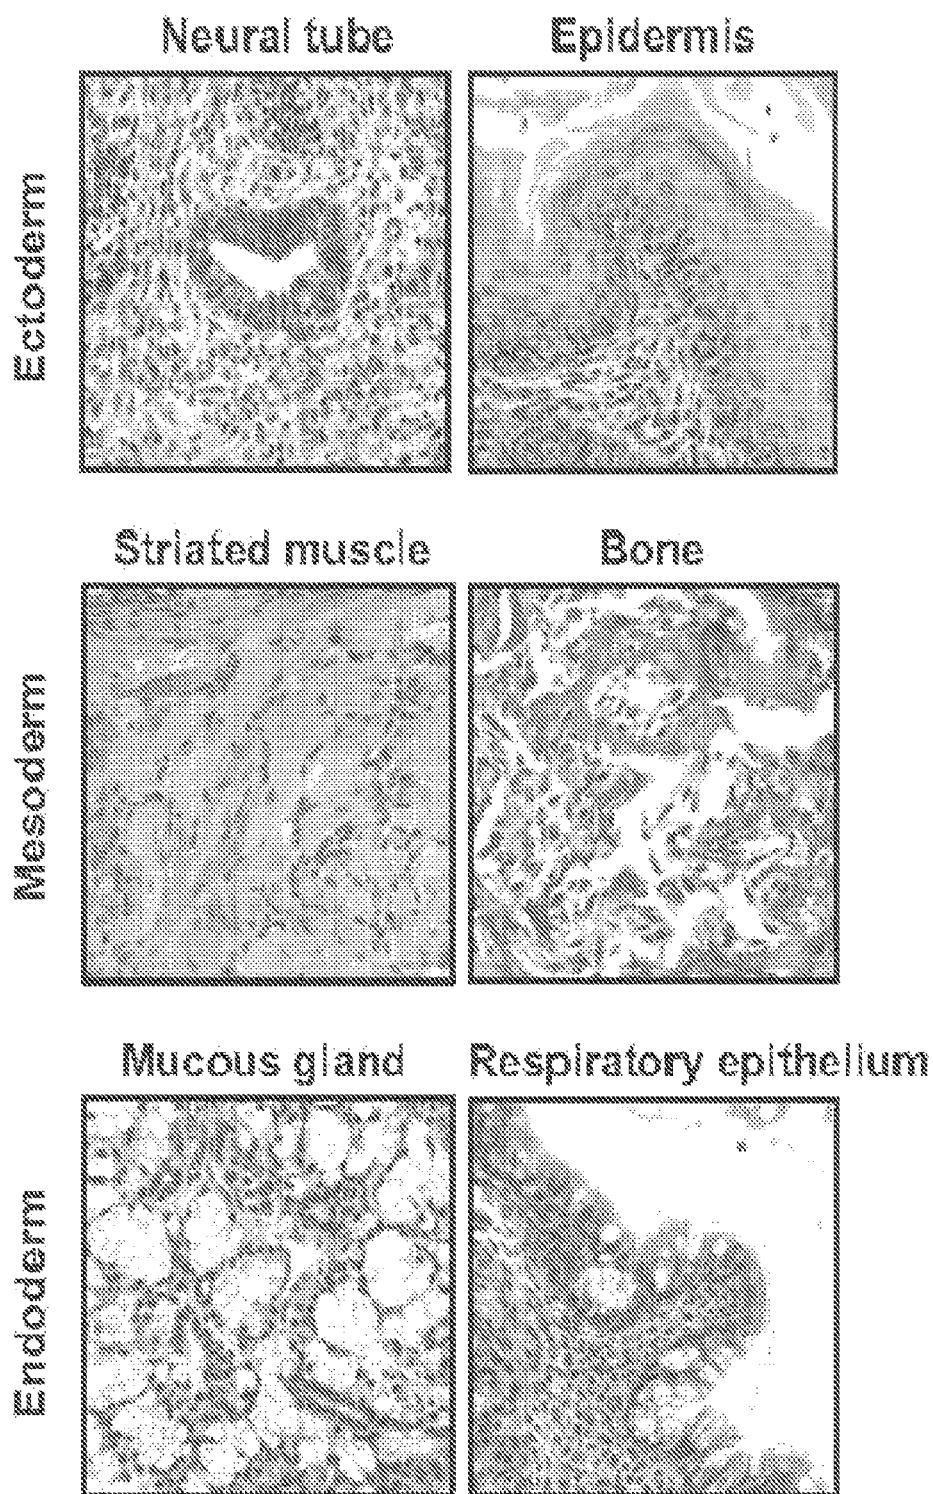 Neural tube Epidermis
Ectoderm
Striated muscle Bone
Mesoderm
Mucous gland Respiratory epithelium
Endoderm